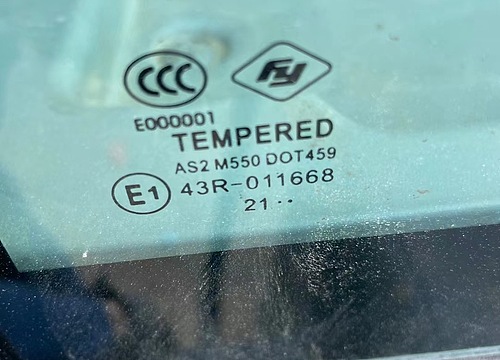 CCC FY
E000001
TEMPERED
AS2 M550 DOT459
E1 43R-011668
21··